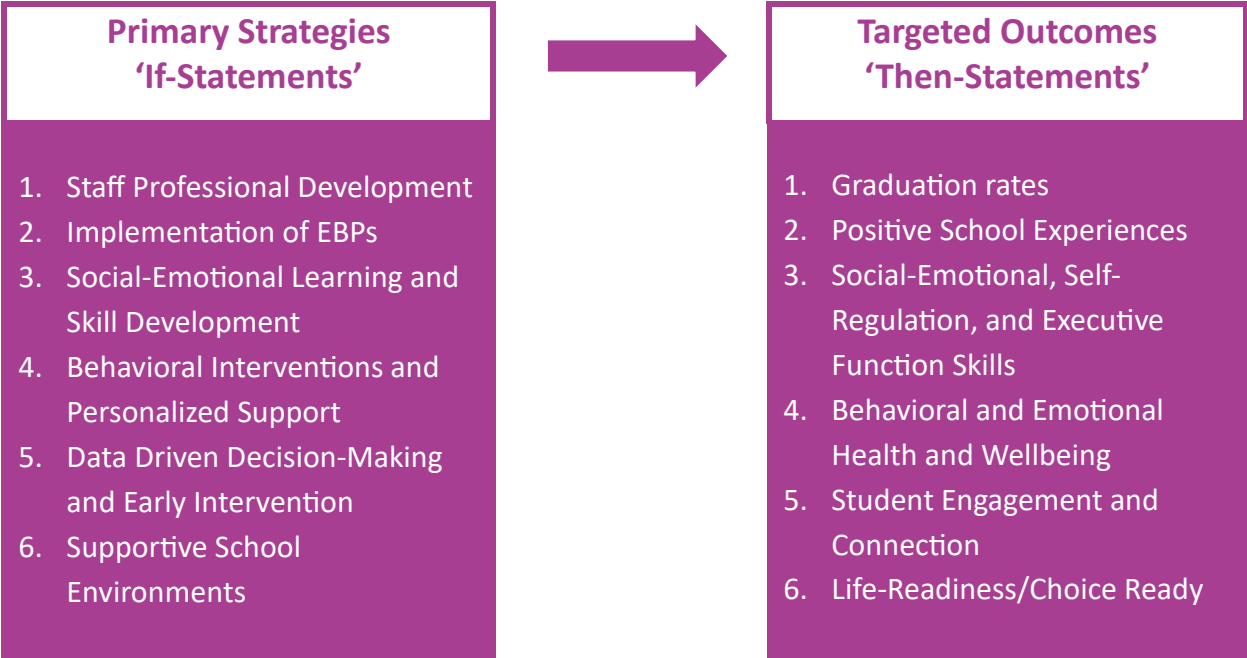 Primary Strategies
‘If-Statements’
1. Staff Professional Development
2. Implementation of EBPs
3. Social-Emotional Learning and
Skill Development
4. Behavioral Interventions and
Personalized Support
5. Data Driven Decision-Making
and Early Intervention
6. Supportive School
Environments
Targeted Outcomes
‘Then-Statements’
1. Graduation rates
2. Positive School Experiences
3. Social-Emotional, Self-
Regulation, and Executive
Function Skills
4. Behavioral and Emotional
Health and Wellbeing
5. Student Engagement and
Connection
6. Life-Readiness/Choice Ready